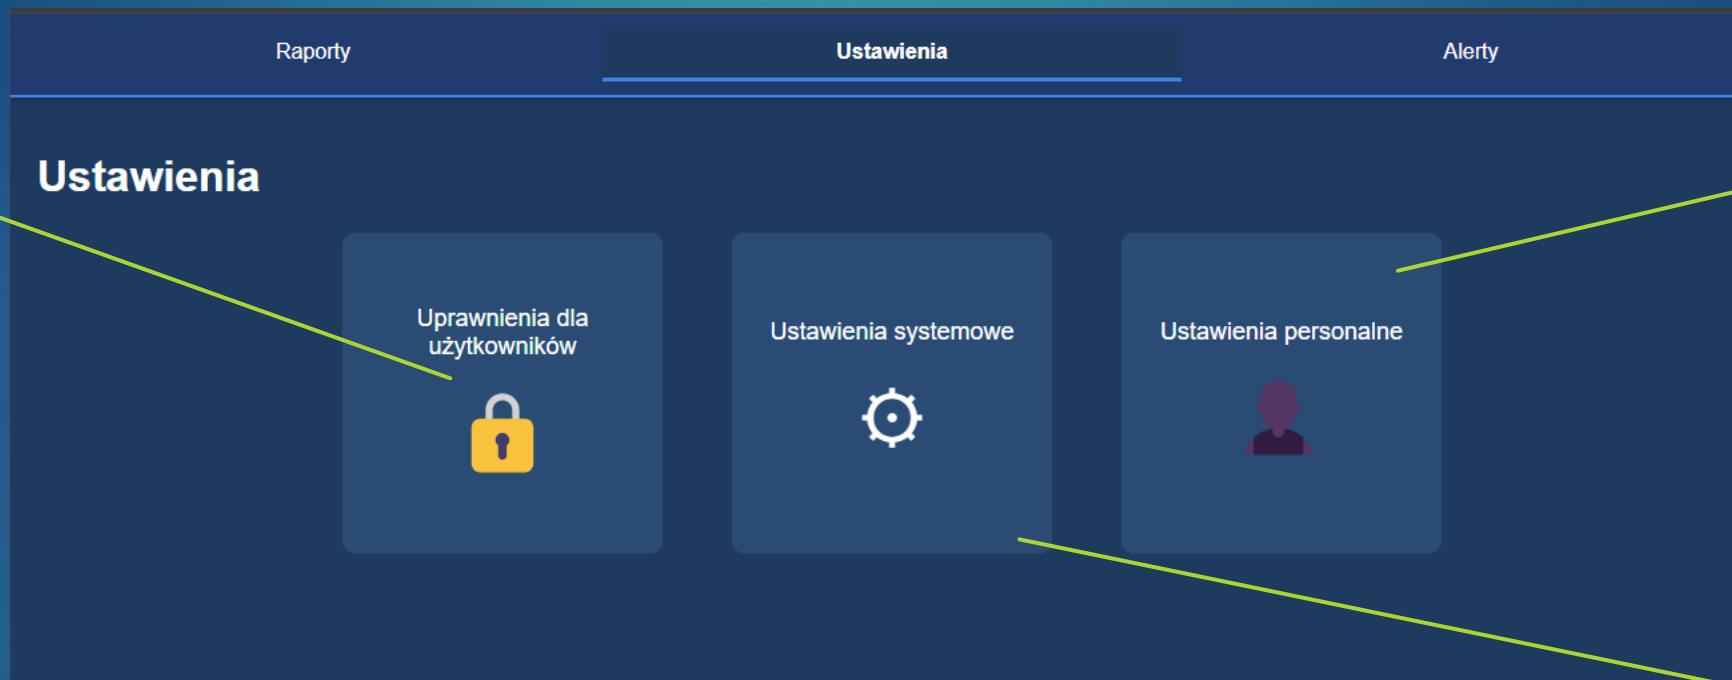 Raporty
Ustawienia
Alerty
Ustawienia
Uprawnienia dla
użytkowników
Ustawienia systemowe
Ustawienia personalne